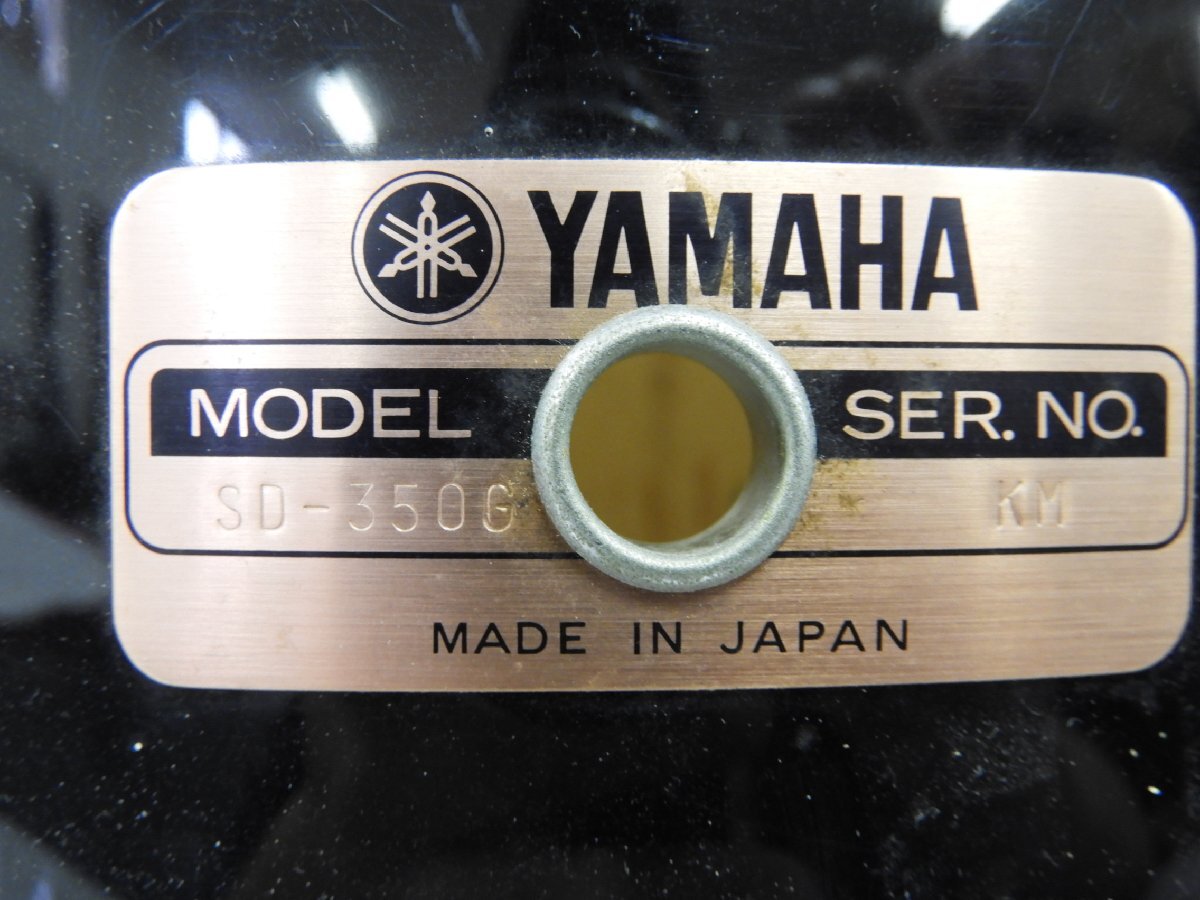 YAMAHA
MODEL SER. NO.
SD-350G KM
MADE IN JAPAN